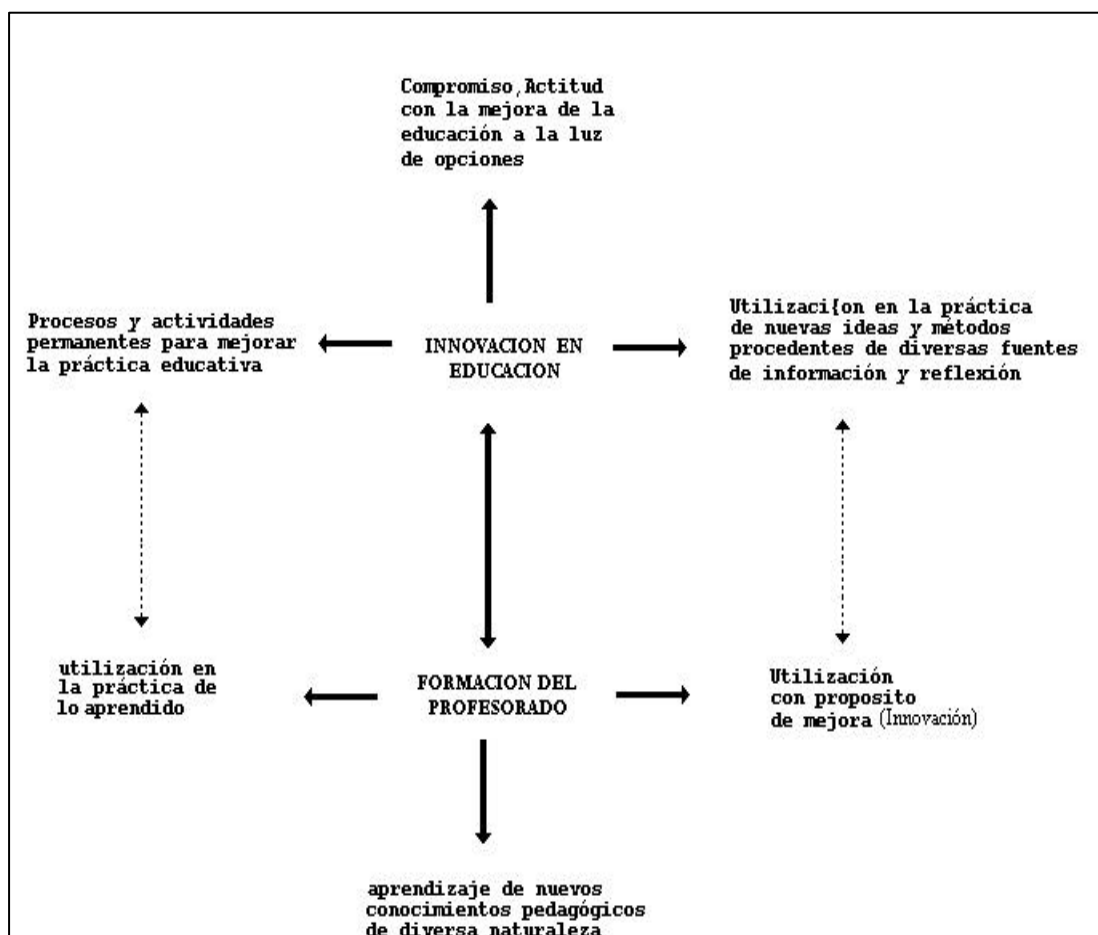 Compromiso, Actitud
con la mejora de la
educación a la luz
de opciones
Procesos y actividades
permanentes para mejorar
la práctica educativa
INNOVACION EN
EDUCACION
Utilizaci{on en la práctica
de nuevas ideas y métodos
procedentes de diversas fuentes
de información y reflexión
utilización en
la práctica de
lo aprendido
FORMACION DEL
PROFESORADO
Utilización
con proposito
de mejora (Innovación)
aprendizaje de nuevos
conocimientos pedagógicos
de diversa naturaleza